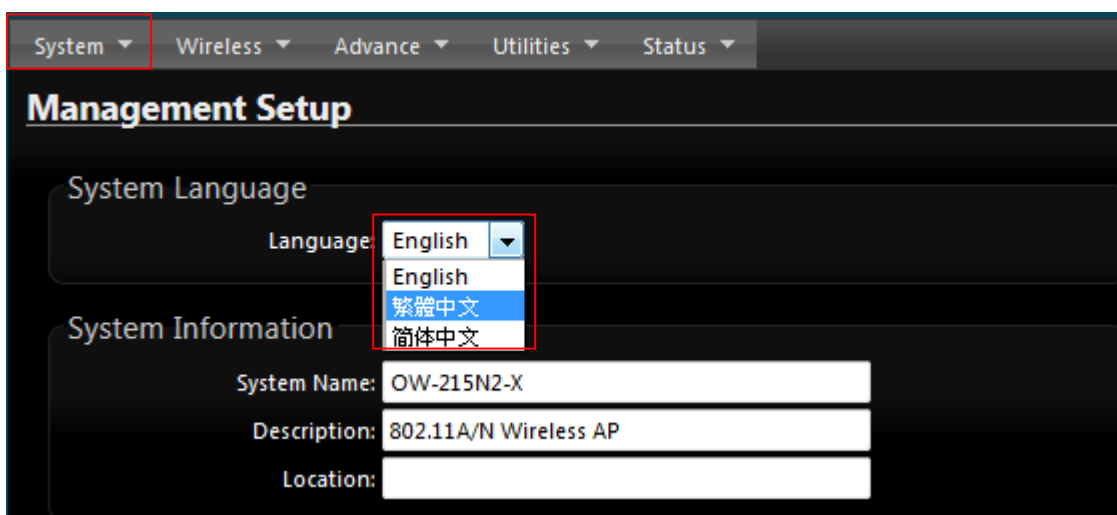 System Wireless Advance Utilities Status
Management Setup
System Language
Language: English
English
繁體中文
简体中文
System Information
System Name: OW-215N2-X
Description: 802.11A/N Wireless AP
Location: